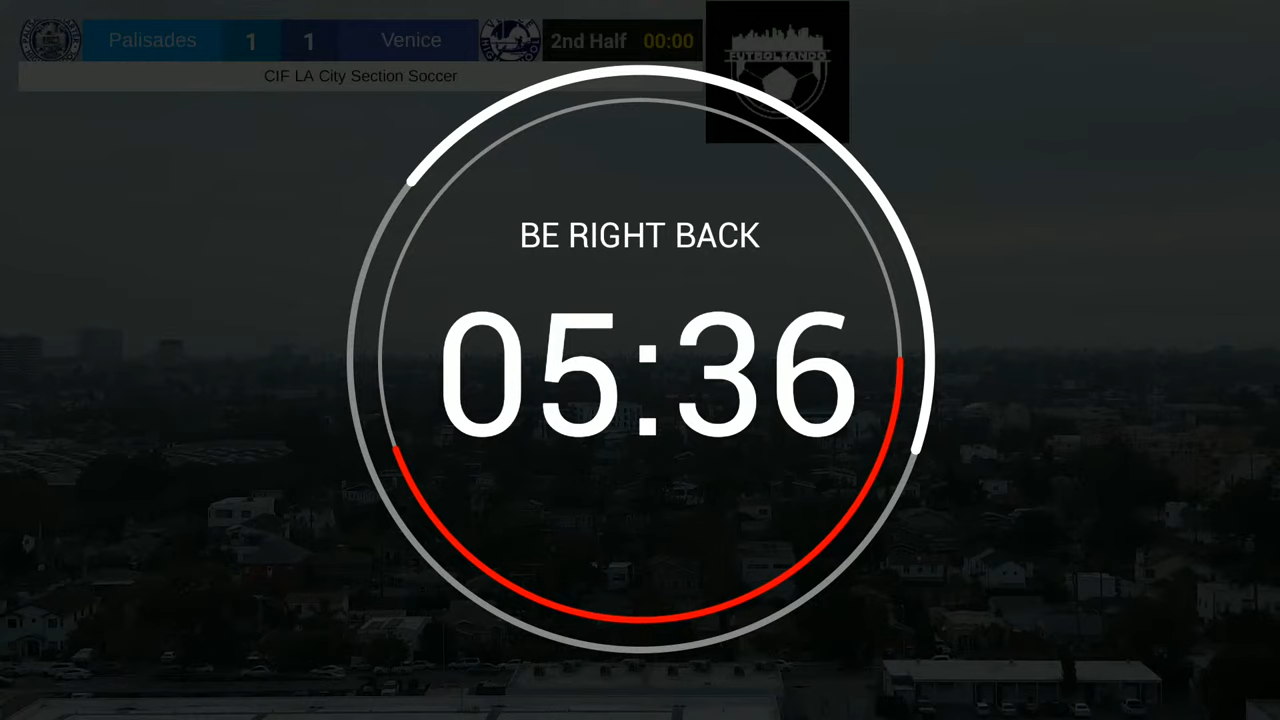 Palisades 1 1 Venice 2nd Half 00:00
CIF LA City Section Soccer
FUTBOLEANDO
BE RIGHT BACK
05:36